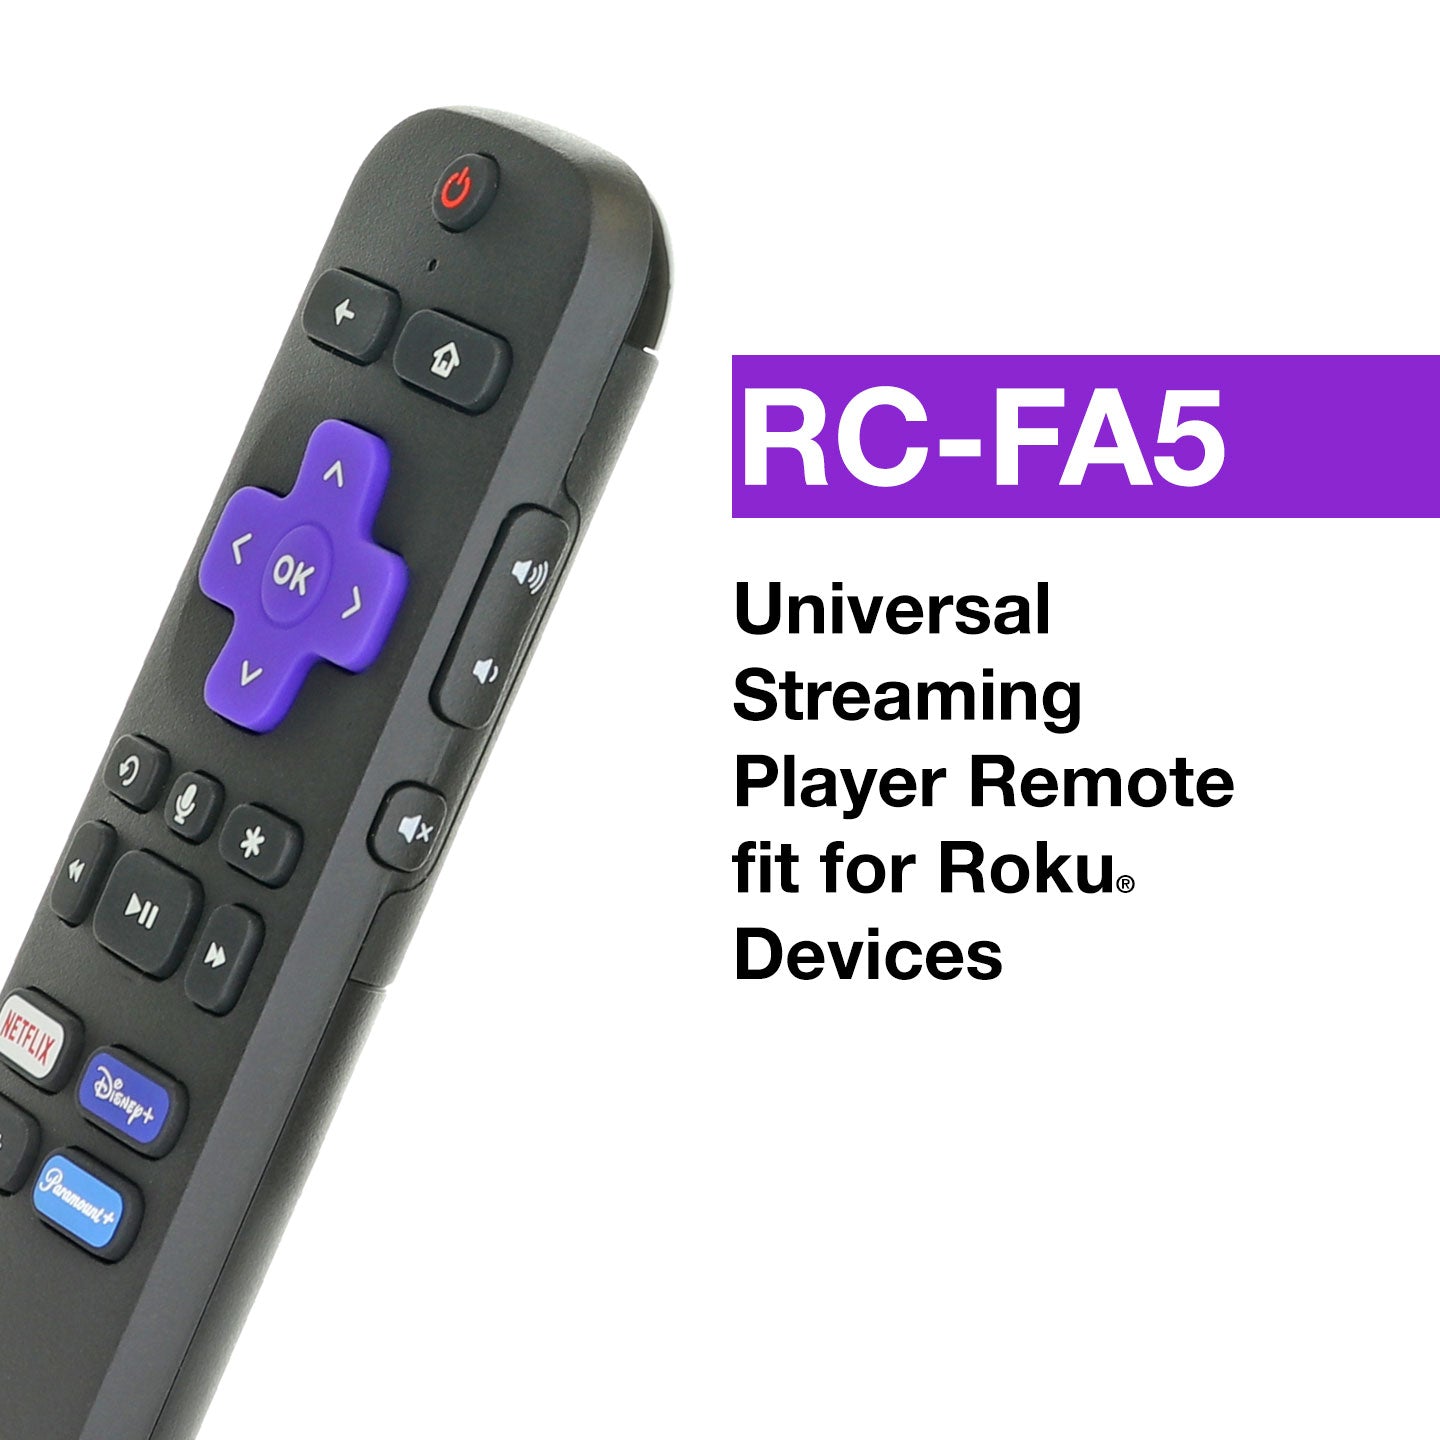 RC-FA5
Universal
Streaming
Player Remote
fit for Roku®
Devices
OK
NETFLIX
Disney+
Paramount+